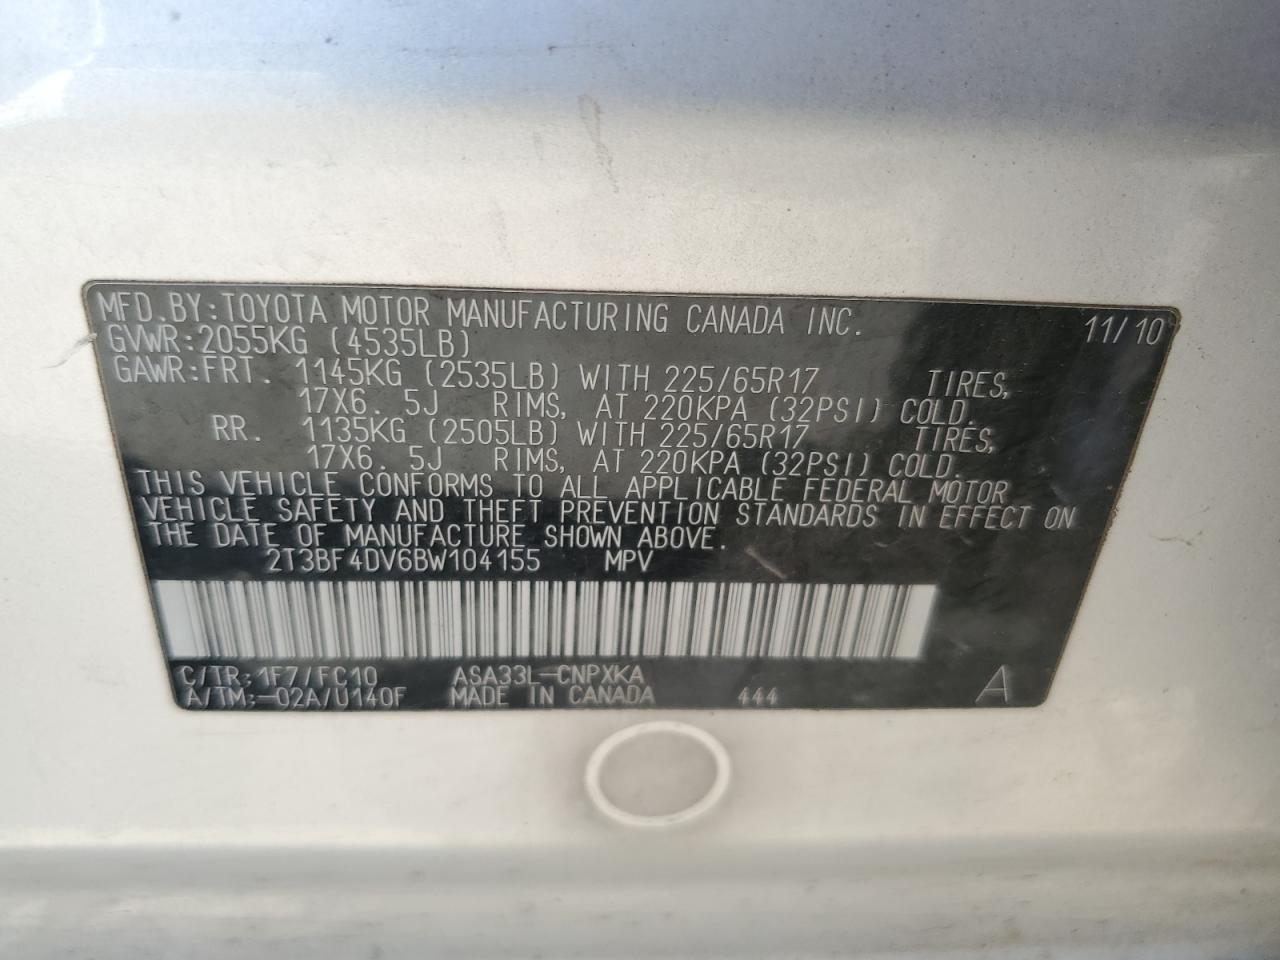 MFD.BY:TOYOTA MOTOR MANUFACTURING CANADA INC. 11/10
GVWR:2055KG (4535LB)
GAWR:FRT. 1145KG (2535LB) WITH 225/65R17 TIRES,
17X6. 5J RIMS, AT 220KPA (32PSI) COLD.
RR. 1135KG (2505LB) WITH 225/65R17 TIRES,
17X6. 5J RIMS, AT 220KPA (32PSI) COLD.
THIS VEHICLE CONFORMS TO ALL APPLICABLE FEDERAL MOTOR
VEHICLE SAFETY AND THEFT PREVENTION STANDARDS IN EFFECT ON
THE DATE OF MANUFACTURE SHOWN ABOVE.
2T3BF4DV6BW104155 MPV
C/TR:1F7/FC10 ASA33L-CNPXKA
A/TM:-02A/U140F MADE IN CANADA 444 A